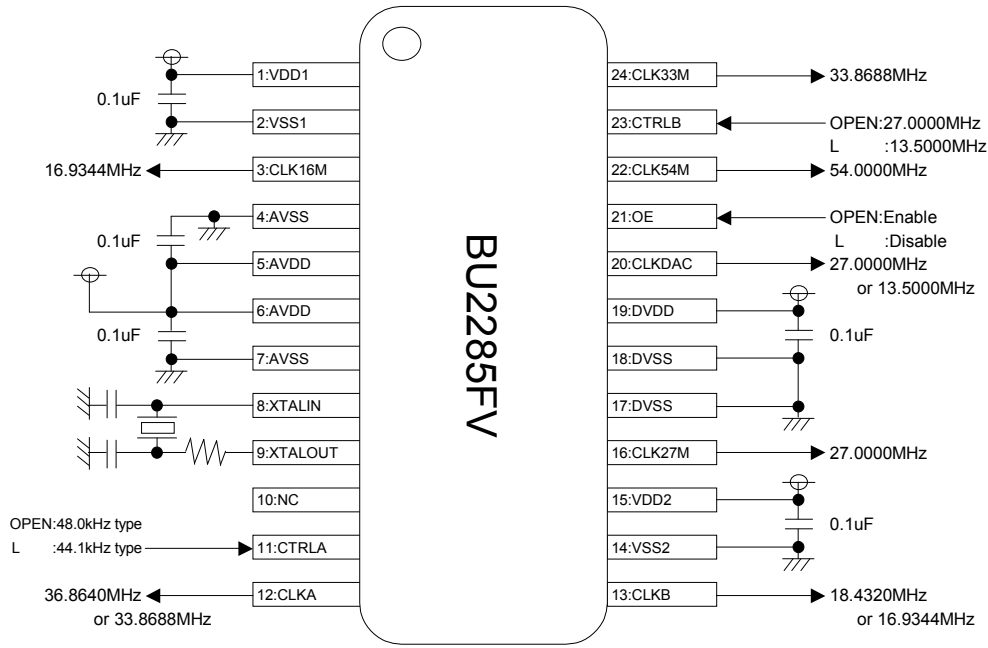 1:VDD1
0.1uF
2:VSS1
16.9344MHz
3:CLK16M
4:AVSS
0.1uF
5:AVDD
6:AVDD
0.1uF
7:AVSS
8:XTALIN
9:XTALOUT
10:NC
OPEN:48.0kHz type
L :44.1kHz type
11:CTRLA
36.8640MHz
or 33.8688MHz
12:CLKA
BU2285FV
24:CLK33M
33.8688MHz
23:CTRLB
OPEN:27.0000MHz
L :13.5000MHz
22:CLK54M
54.0000MHz
21:OE
OPEN:Enable
L :Disable
20:CLKDAC
27.0000MHz
or 13.5000MHz
19:DVDD
0.1uF
18:DVSS
17:DVSS
16:CLK27M
27.0000MHz
15:VDD2
0.1uF
14:VSS2
13:CLKB
18.4320MHz
or 16.9344MHz